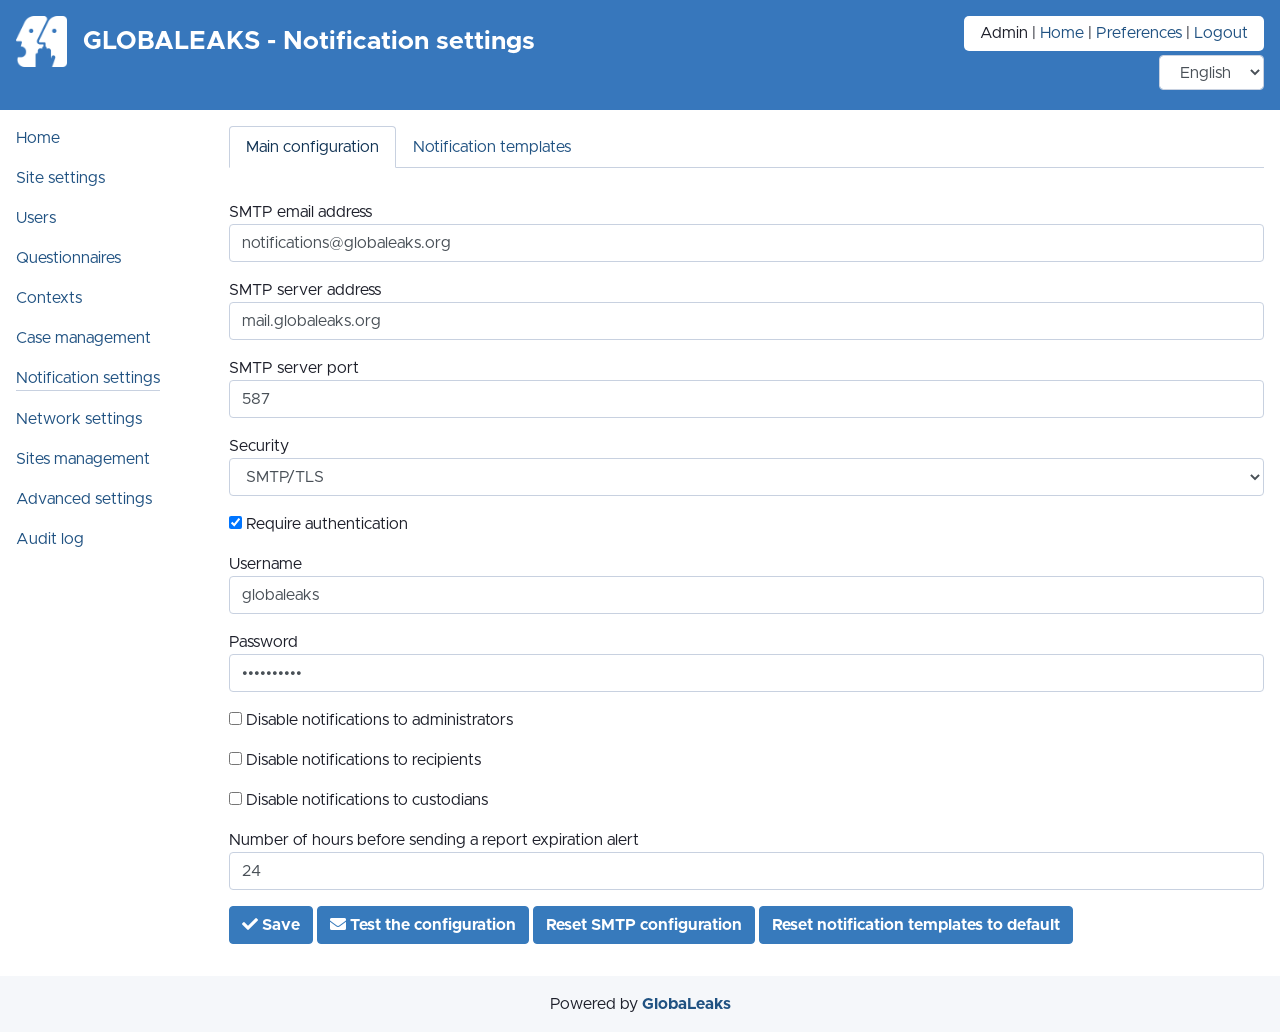 GLOBALEAKS - Notification settings
Admin | Home | Preferences | Logout
English
Home
Site settings
Users
Questionnaires
Contexts
Case management
Notification settings
Network settings
Sites management
Advanced settings
Audit log
Main configuration
Notification templates
SMTP email address
notifications@globaleaks.org
SMTP server address
mail.globaleaks.org
SMTP server port
587
Security
SMTP/TLS
Require authentication
Username
globaleaks
Password
••••••••••
Disable notifications to administrators
Disable notifications to recipients
Disable notifications to custodians
Number of hours before sending a report expiration alert
24
Save
Test the configuration
Reset SMTP configuration
Reset notification templates to default
Powered by GlobaLeaks